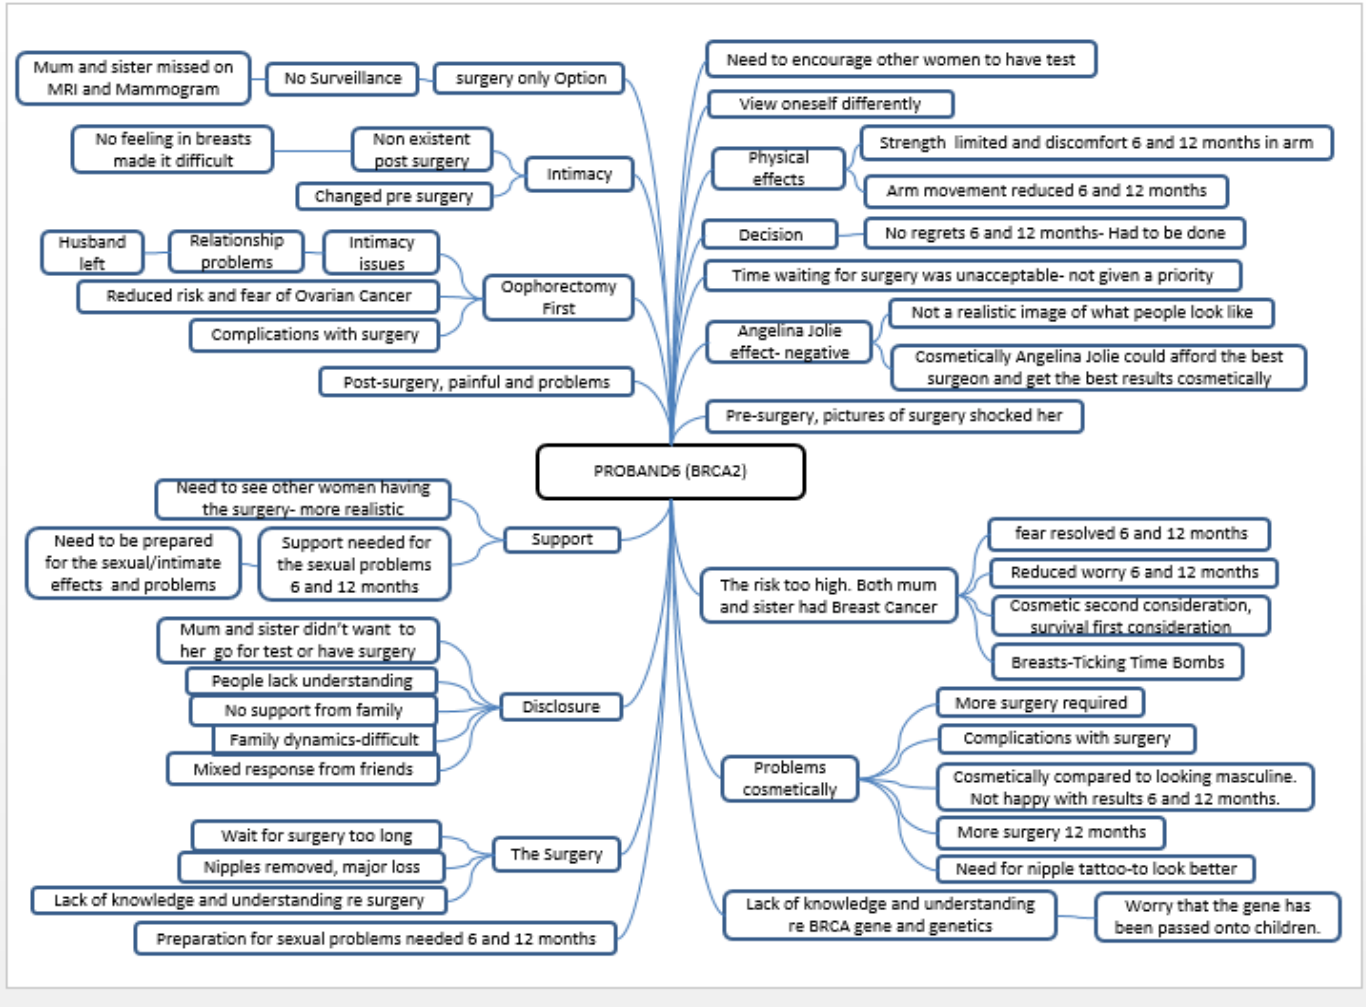 Mum and sister missed on
MRI and Mammogram
No Surveillance
surgery only Option
No feeling in breasts
made it difficult
Non existent
post surgery
Changed pre surgery
Intimacy
Husband
left
Relationship
problems
Intimacy
issues
Reduced risk and fear of Ovarian Cancer
Complications with surgery
Oophorectomy
First
Post-surgery, painful and problems
Need to encourage other women to have test
View oneself differently
Physical
effects
Strength limited and discomfort 6 and 12 months in arm
Arm movement reduced 6 and 12 months
Decision
No regrets 6 and 12 months- Had to be done
Time waiting for surgery was unacceptable- not given a priority
Angelina Jolie
effect- negative
Not a realistic image of what people look like
Cosmetically Angelina Jolie could afford the best
surgeon and get the best results cosmetically
Pre-surgery, pictures of surgery shocked her
PROBAND6 (BRCA2)
Need to see other women having
the surgery- more realistic
Need to be prepared
for the sexual/intimate
effects and problems
Support needed for
the sexual problems
6 and 12 months
Support
Mum and sister didn't want to
her go for test or have surgery
People lack understanding
No support from family
Family dynamics-difficult
Mixed response from friends
Disclosure
Wait for surgery too long
Nipples removed, major loss
Lack of knowledge and understanding re surgery
The Surgery
Preparation for sexual problems needed 6 and 12 months
The risk too high. Both mum
and sister had Breast Cancer
fear resolved 6 and 12 months
Reduced worry 6 and 12 months
Cosmetic second consideration,
survival first consideration
Breasts-Ticking Time Bombs
Problems
cosmetically
More surgery required
Complications with surgery
Cosmetically compared to looking masculine.
Not happy with results 6 and 12 months.
More surgery 12 months
Need for nipple tattoo-to look better
Lack of knowledge and understanding
re BRCA gene and genetics
Worry that the gene has
been passed onto children.